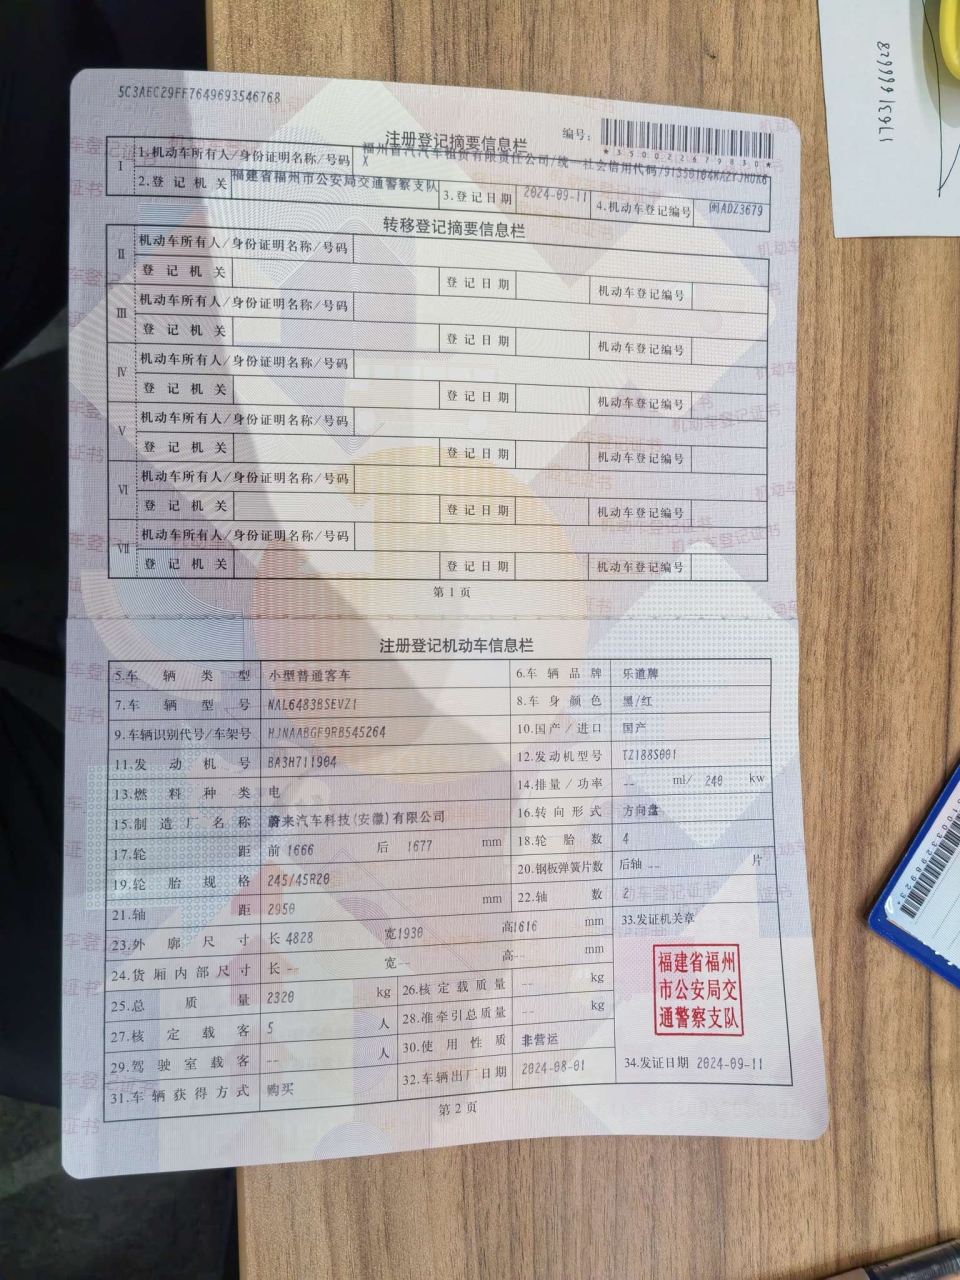 5C3AEC29FF7649693546768
注册登记摘要信息栏
编号:
*350022679830*
I
1.机动车所有人/身份证明名称/号码
2.登记机关 福建省福州市公安局交通警察支队 3.登记日期 2024-09-11 4.机动车登记编号 闽ADZ3679
转移登记摘要信息栏
II 机动车所有人/身份证明名称/号码
登记机关 登记日期 机动车登记编号
III 机动车所有人/身份证明名称/号码
登记机关 登记日期 机动车登记编号
IV 机动车所有人/身份证明名称/号码
登记机关 登记日期 机动车登记编号
V 机动车所有人/身份证明名称/号码
登记机关 登记日期 机动车登记编号
VI 机动车所有人/身份证明名称/号码
登记机关 登记日期 机动车登记编号
VII 机动车所有人/身份证明名称/号码
登记机关 登记日期 机动车登记编号
第1页
注册登记机动车信息栏
5.车辆类型 小型普通客车 6.车辆品牌 乐道牌
7.车辆型号 NAL6483BSEVZ1 8.车身颜色 黑/红
9.车辆识别代号/车架号 HJNAABGF9RB545264 10.国产/进口 国产
11.发动机号 BA3H711904 12.发动机型号 TZ188S001
13.燃料种类 电 14.排量/功率 -- ml/ 240 kw
15.制造厂名称 蔚来汽车科技(安徽)有限公司 16.转向形式 方向盘
17.轮距 前 1666 后 1677 mm 18.轮胎数 4
19.轮胎规格 245/45R20 20.钢板弹簧片数 后轴 -- 片
21.轴距 2950 mm 22.轴数 2
23.外廓尺寸 长 4828 宽1930 高1616 mm 33.发证机关章
24.货厢内部尺寸 长 -- 宽-- 高-- mm
25.总质量 2320 kg 26.核定载质量 -- kg
27.核定载客 5 人 28.准牵引总质量 -- kg
29.驾驶室载客 -- 人 30.使用性质 非营运
31.车辆获得方式 购买 32.车辆出厂日期 2024-08-01 34.发证日期 2024-09-11
福建省福州
市公安局交
通警察支队
第2页